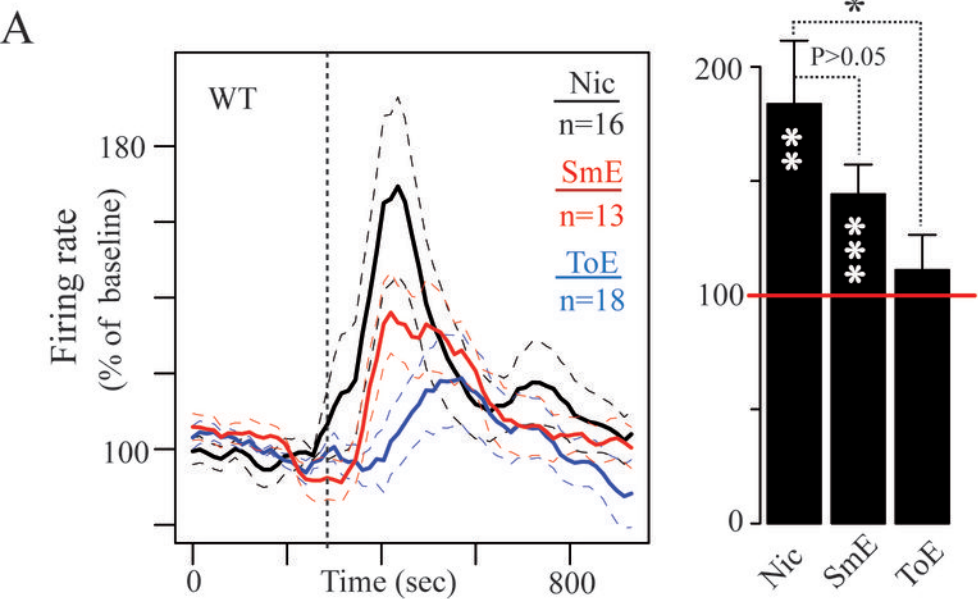 A
WT
Nic
n=16
SmE
n=13
ToE
n=18
180
100
Firing rate
(% of baseline)
0
Time (sec)
800
*
P>0.05
200
100
0
**
***
Nic
SmE
ToE